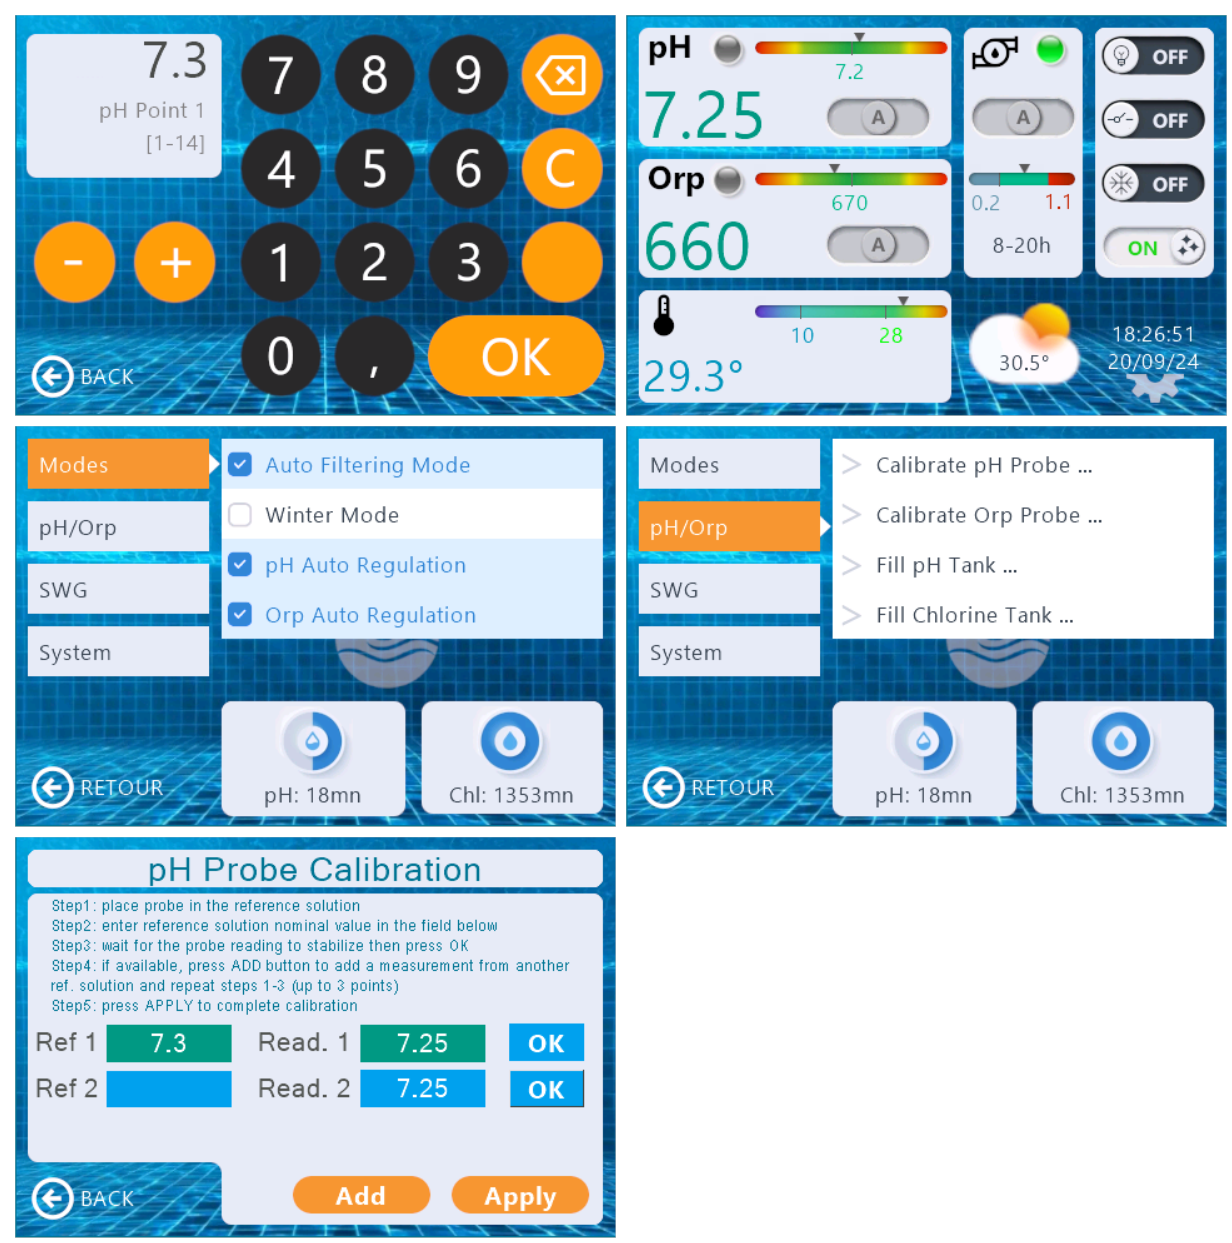 7.3
pH Point 1
[1-14]
7 8 9
4 5 6 C
- + 1 2 3
0 , OK
BACK
pH
7.2
7.25
A
Orp
670
660
A
10 28
29.3°
A
0.2 1.1
8-20h
OFF
OFF
OFF
ON
30.5°
18:26:51
20/09/24
Modes
pH/Orp
SWG
System
Auto Filtering Mode
Winter Mode
pH Auto Regulation
Orp Auto Regulation
RETOUR
pH: 18mn
Chl: 1353mn
Modes
pH/Orp
SWG
System
Calibrate pH Probe ...
Calibrate Orp Probe ...
Fill pH Tank ...
Fill Chlorine Tank ...
RETOUR
pH: 18mn
Chl: 1353mn
pH Probe Calibration
Step1: place probe in the reference solution
Step2: enter reference solution nominal value in the field below
Step3: wait for the probe reading to stabilize then press OK
Step4: if available, press ADD button to add a measurement from another
ref. solution and repeat steps 1-3 (up to 3 points)
Step5: press APPLY to complete calibration
Ref 1 7.3 Read. 1 7.25 OK
Ref 2 Read. 2 7.25 OK
BACK
Add
Apply